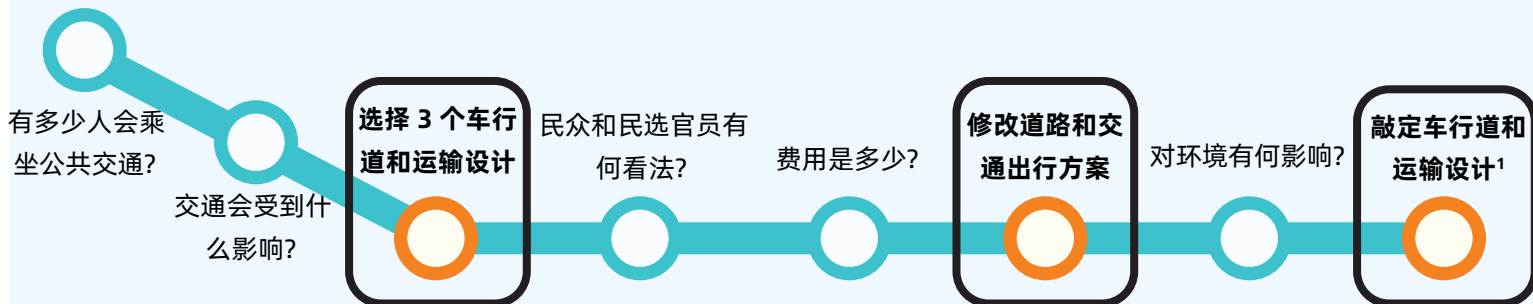 有多少人会乘
坐公共交通?
交通会受到什
么影响?
选择 3 个车行
道和运输设计
民众和民选官员有
何看法?
费用是多少?
修改道路和交
通出行方案
对环境有何影响?
敲定车行道和
运输设计¹